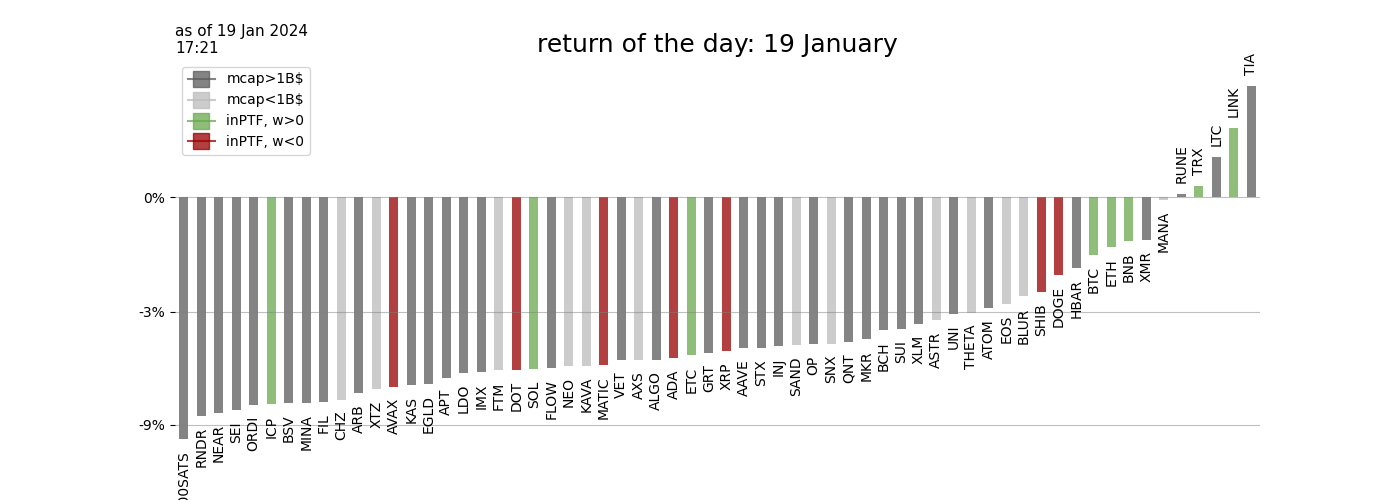 as of 19 Jan 2024
17:21
return of the day: 19 January
mcap>1B$
mcap<1B$
inPTF, w>0
inPTF, w<0
0%
-3%
-9%
00SATS
RNDR
NEAR
SEI
ORDI
ICP
BSV
MINA
FIL
CHZ
ARB
XTZ
AVAX
KAS
EGLD
APT
LDO
IMX
FTM
DOT
SOL
FLOW
NEO
KAVA
MATIC
VET
AXS
ALGO
ADA
ETC
GRT
XRP
AAVE
STX
INJ
SAND
OP
SNX
QNT
MKR
BCH
SUI
XLM
ASTR
UNI
THETA
ATOM
EOS
BLUR
SHIB
DOGE
HBAR
BTC
ETH
BNB
XMR
MANA
RUNE
TRX
LTC
LINK
TIA